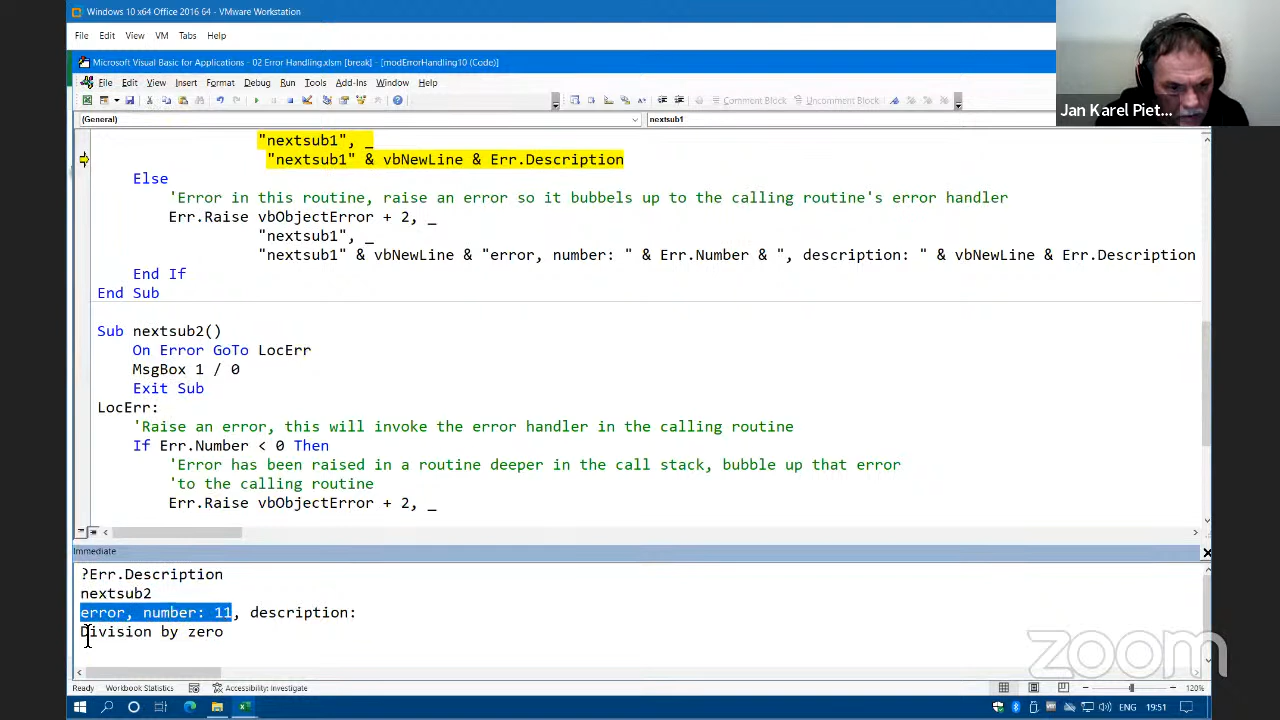 Windows 10 x64 Office 2016 64 - VMware Workstation
File Edit View VM Tabs Help
Microsoft Visual Basic for Applications - 02 Error Handling.xlsm [break] - [modErrorHandling10 (Code)]
File Edit View Insert Format Debug Run Tools Add-Ins Window Help
Comment Block Uncomment Block
Jan Karel Piet...
(General) nextsub1
"nextsub1", _
"nextsub1" & vbNewLine & Err.Description
Else
'Error in this routine, raise an error so it bubbels up to the calling routine's error handler
Err.Raise vbObjectError + 2, _
"nextsub1", _
"nextsub1" & vbNewLine & "error, number: " & Err.Number & ", description: " & vbNewLine & Err.Description
End If
End Sub
Sub nextsub2()
On Error GoTo LocErr
MsgBox 1 / 0
Exit Sub
LocErr:
'Raise an error, this will invoke the error handler in the calling routine
If Err.Number < 0 Then
'Error has been raised in a routine deeper in the call stack, bubble up that error
'to the calling routine
Err.Raise vbObjectError + 2, _
Immediate
?Err.Description
nextsub2
error, number: 11, description:
Division by zero
zoom
Ready Workbook Statistics Accessibility: Investigate 120%
ENG 19:51